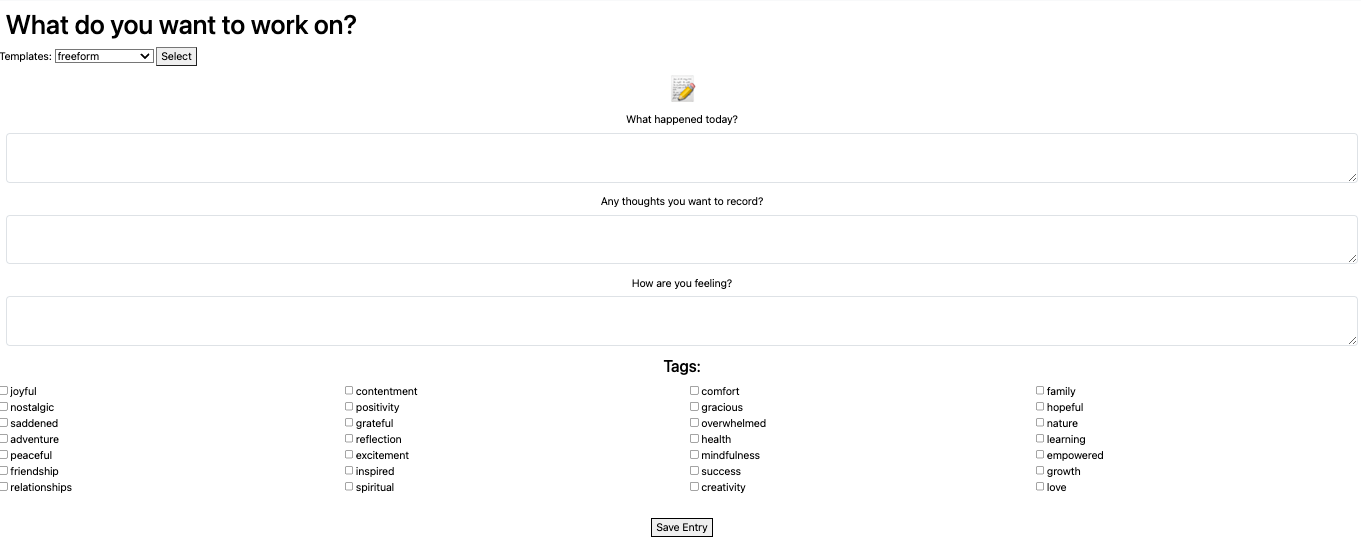 What do you want to work on?
Templates: freeform Select
What happened today?
Any thoughts you want to record?
How are you feeling?
Tags:
joyful contentment comfort family
nostalgic positivity gracious hopeful
saddened grateful overwhelmed nature
adventure reflection health learning
peaceful excitement mindfulness empowered
friendship inspired success growth
relationships spiritual creativity love
Save Entry